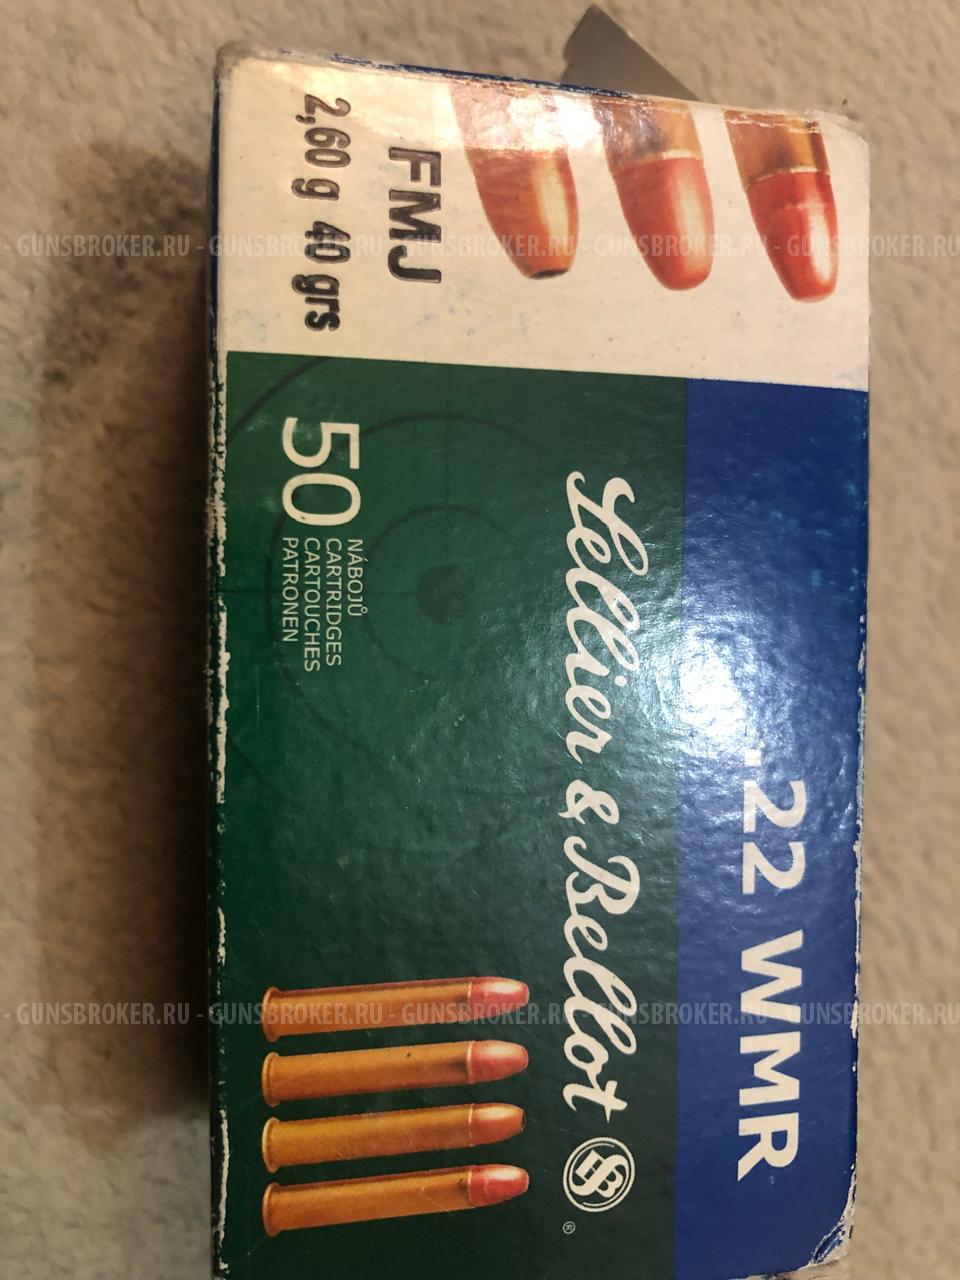 .22 WMR
Sellier & Bellot SB ®
FMJ
2,60 g 40 grs
50
NÁBOJŮ
CARTRIDGES
CARTOUCHES
PATRONEN
- GUNSBROKER.RU - GUNSBROKER.RU - GUNSBROKER.RU - GUNSBROKER.RU - GUNSBROKER.RU
- GUNSBROKER.RU - GUNSBROKER.RU - GUNSBROKER.RU - GUNSBROKER.RU - GUNSBROKER.RU